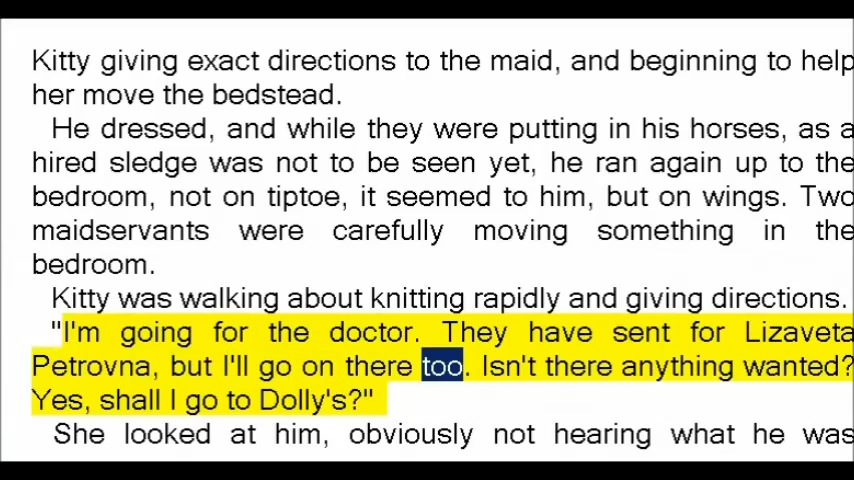 Kitty giving exact directions to the maid, and beginning to help
her move the bedstead.
He dressed, and while they were putting in his horses, as a
hired sledge was not to be seen yet, he ran again up to the
bedroom, not on tiptoe, it seemed to him, but on wings. Two
maidservants were carefully moving something in the
bedroom.
Kitty was walking about knitting rapidly and giving directions.
"I'm going for the doctor. They have sent for Lizaveta
Petrovna, but I'll go on there too. Isn't there anything wanted?
Yes, shall I go to Dolly's?"
She looked at him, obviously not hearing what he was